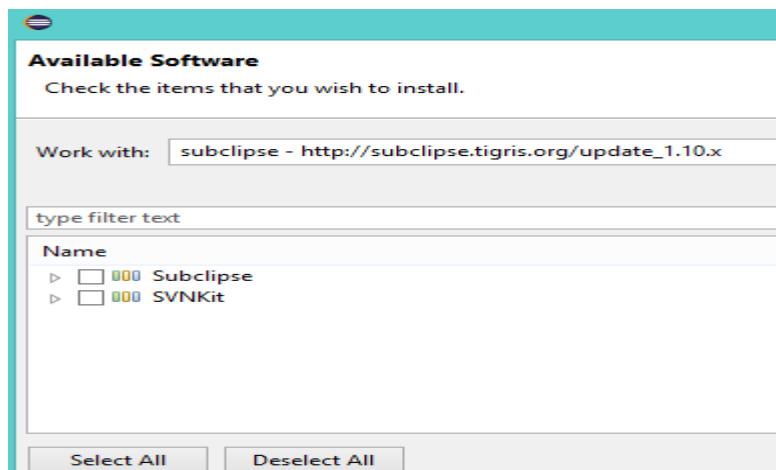 Available Software
Check the items that you wish to install.
Work with: subclipse - http://subclipse.tigris.org/update_1.10.x
type filter text
Name
Subclipse
SVNKit
Select All Deselect All